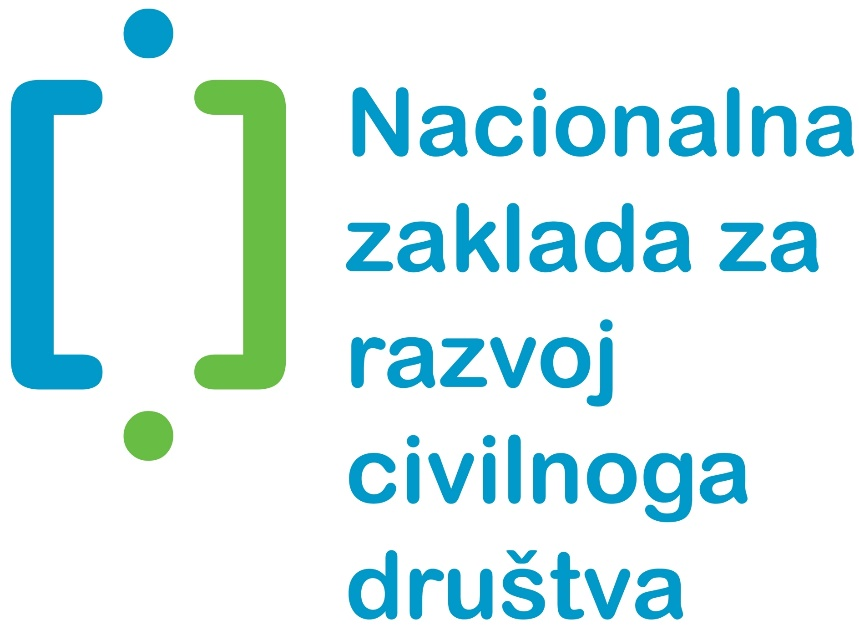 Nacionalna
zaklada za
razvoj
civilnoga
društva